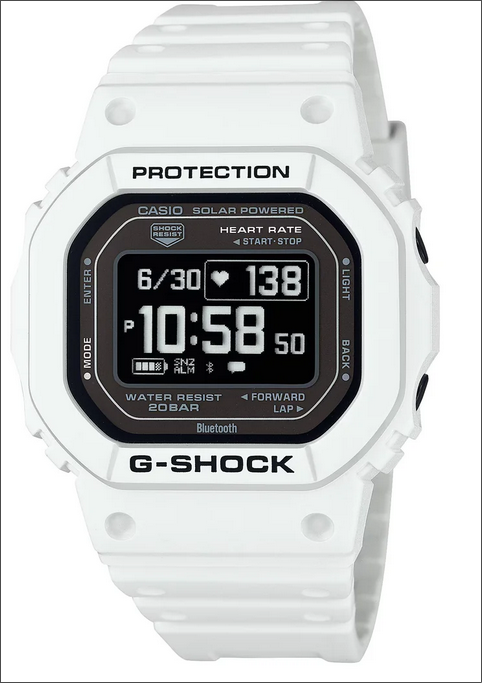 PROTECTION
CASIO SOLAR POWERED
SHOCK
RESIST
HEART RATE
◀ START·STOP
ENTER
LIGHT
6/30 ♥ 138
P 10:58 50
MODE
BACK
SNZ
ALM
WATER RESIST
20BAR
◀ FORWARD
LAP ▶
Bluetooth
G-SHOCK